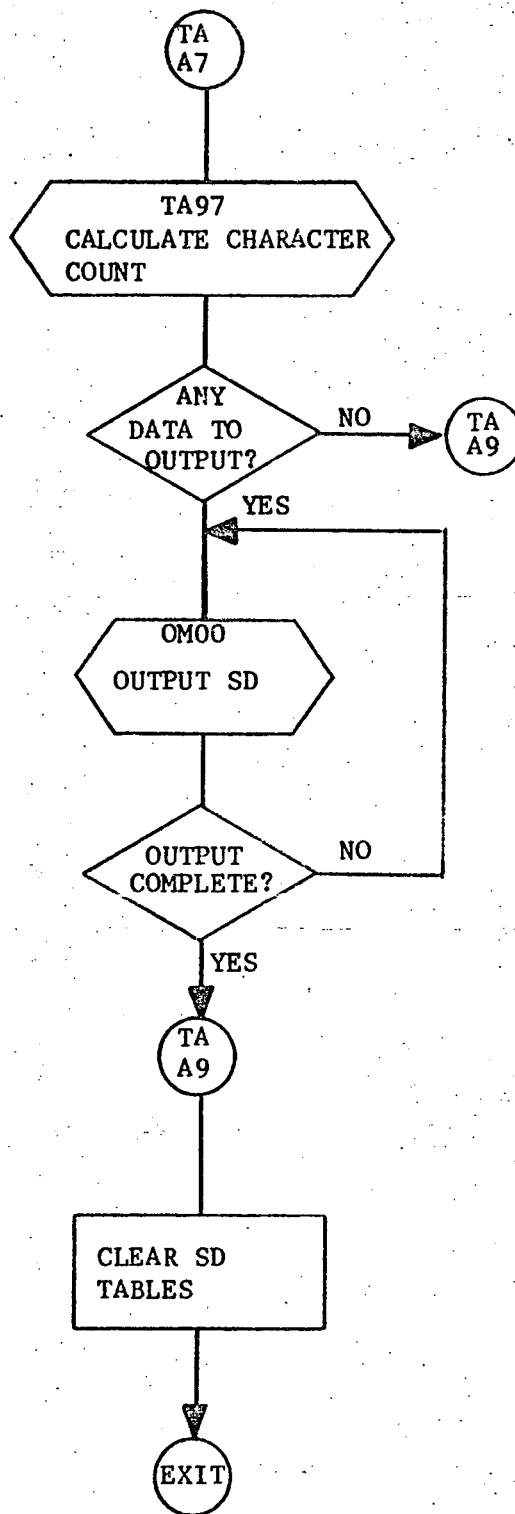 TA
A7
TA97
CALCULATE CHARACTER
COUNT
ANY
DATA TO
OUTPUT?
NO
TA
A9
YES
OM00
OUTPUT SD
OUTPUT
COMPLETE?
NO
YES
TA
A9
CLEAR SD
TABLES
EXIT